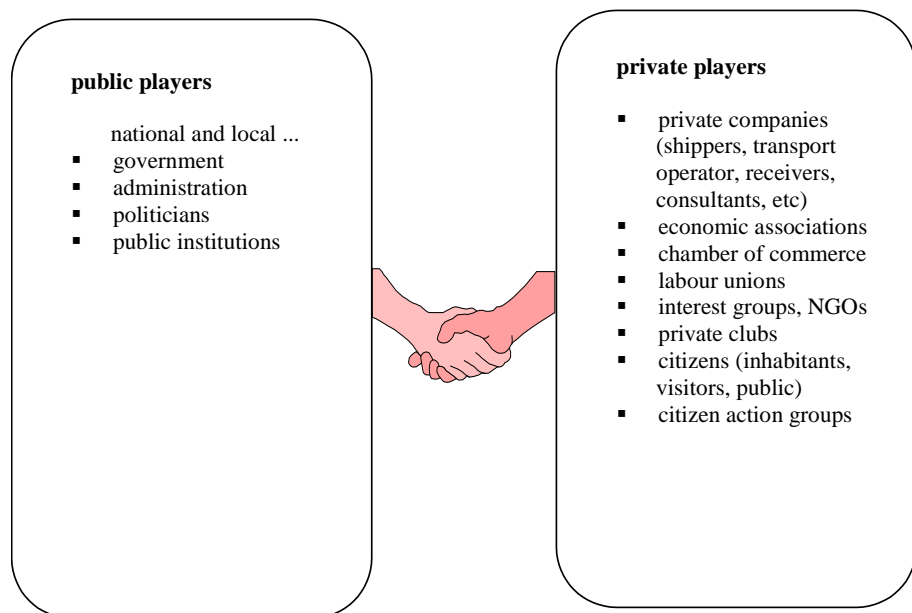 public players
national and local ...
▪ government
▪ administration
▪ politicians
▪ public institutions
private players
▪ private companies
(shippers, transport
operator, receivers,
consultants, etc)
▪ economic associations
▪ chamber of commerce
▪ labour unions
▪ interest groups, NGOs
▪ private clubs
▪ citizens (inhabitants,
visitors, public)
▪ citizen action groups